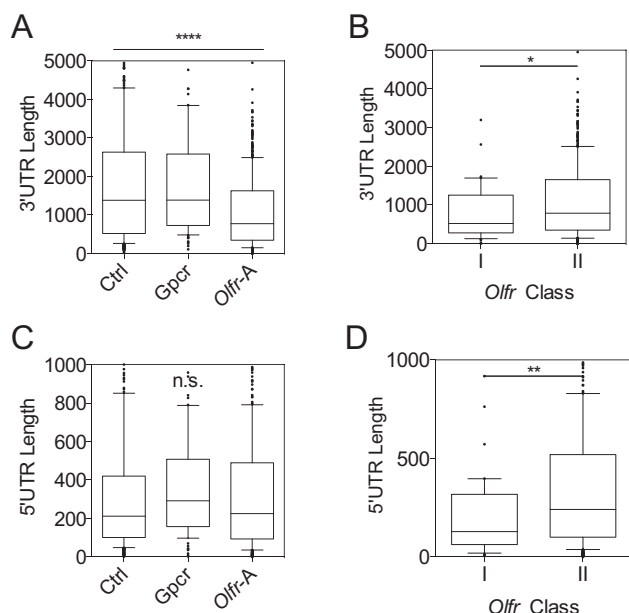 A
****
3'UTR Length
5000
4000
3000
2000
1000
0
Ctrl
Gpcr
Olfr-A
B
*
3'UTR Length
5000
4000
3000
2000
1000
0
I
II
Olfr Class
C
n.s.
5'UTR Length
1000
800
600
400
200
0
Ctrl
Gpcr
Olfr-A
D
**
5'UTR Length
1000
500
0
I
II
Olfr Class